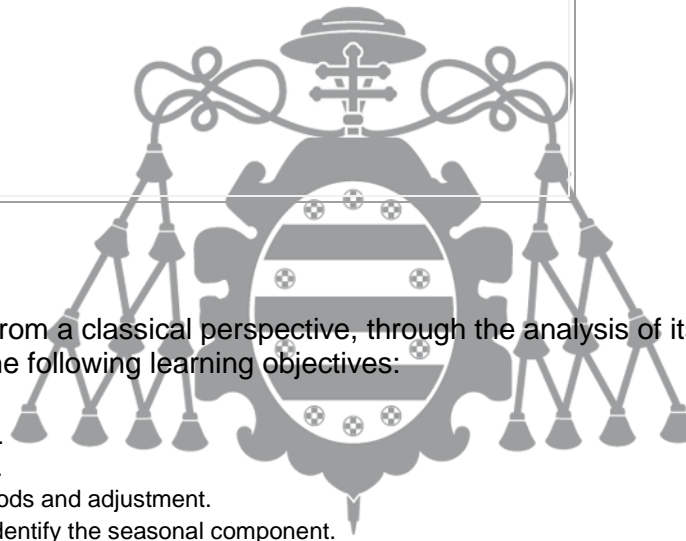 rom a classical perspective, through the analysis of it
he following learning objectives:
.
.
ods and adjustment.
dentify the seasonal component.